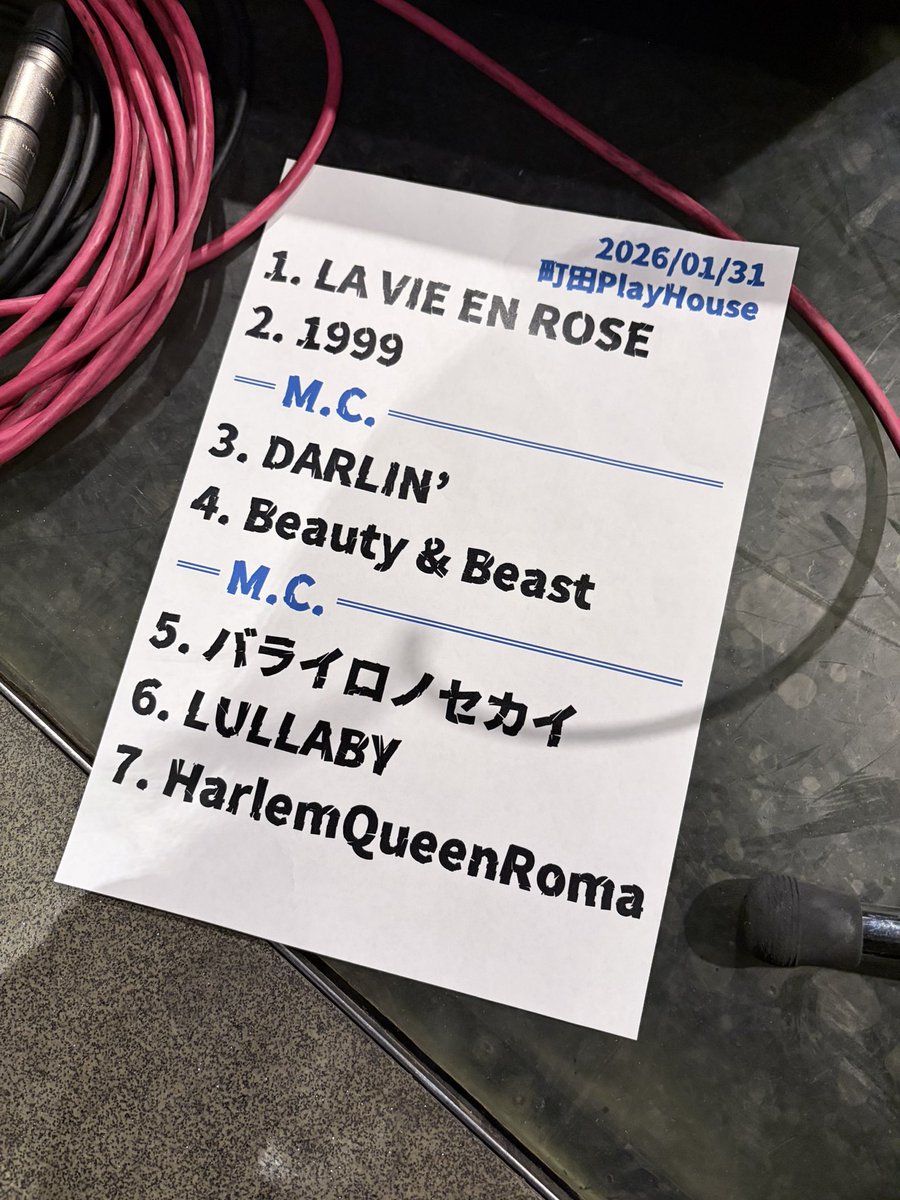 2026/01/31
町田PlayHouse
1. LA VIE EN ROSE
2. 1999
M.C.
3. DARLIN’
4. Beauty & Beast
M.C.
5. バライロノセカイ
6. LULLABY
7. HarlemQueenRoma